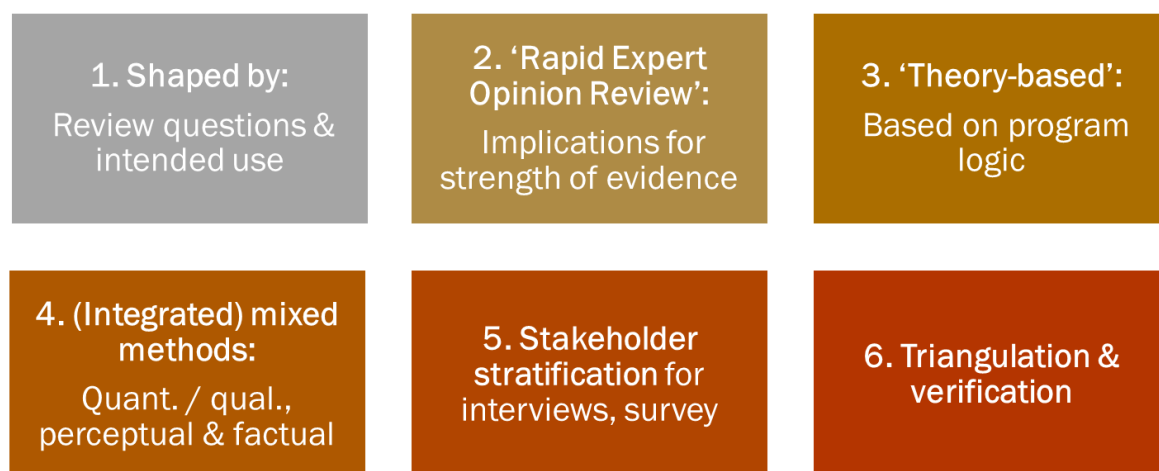 1. Shaped by:
Review questions &
intended use
2. ‘Rapid Expert
Opinion Review’:
Implications for
strength of evidence
3. ‘Theory-based’:
Based on program
logic
4. (Integrated) mixed
methods:
Quant. / qual.,
perceptual & factual
5. Stakeholder
stratification for
interviews, survey
6. Triangulation &
verification